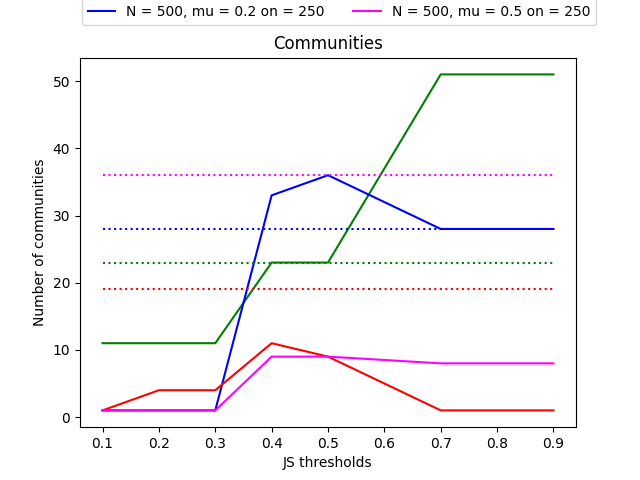 N = 500, mu = 0.2 on = 250 N = 500, mu = 0.5 on = 250
Communities
Number of communities
50
40
30
20
10
0
0.1 0.2 0.3 0.4 0.5 0.6 0.7 0.8 0.9
JS thresholds